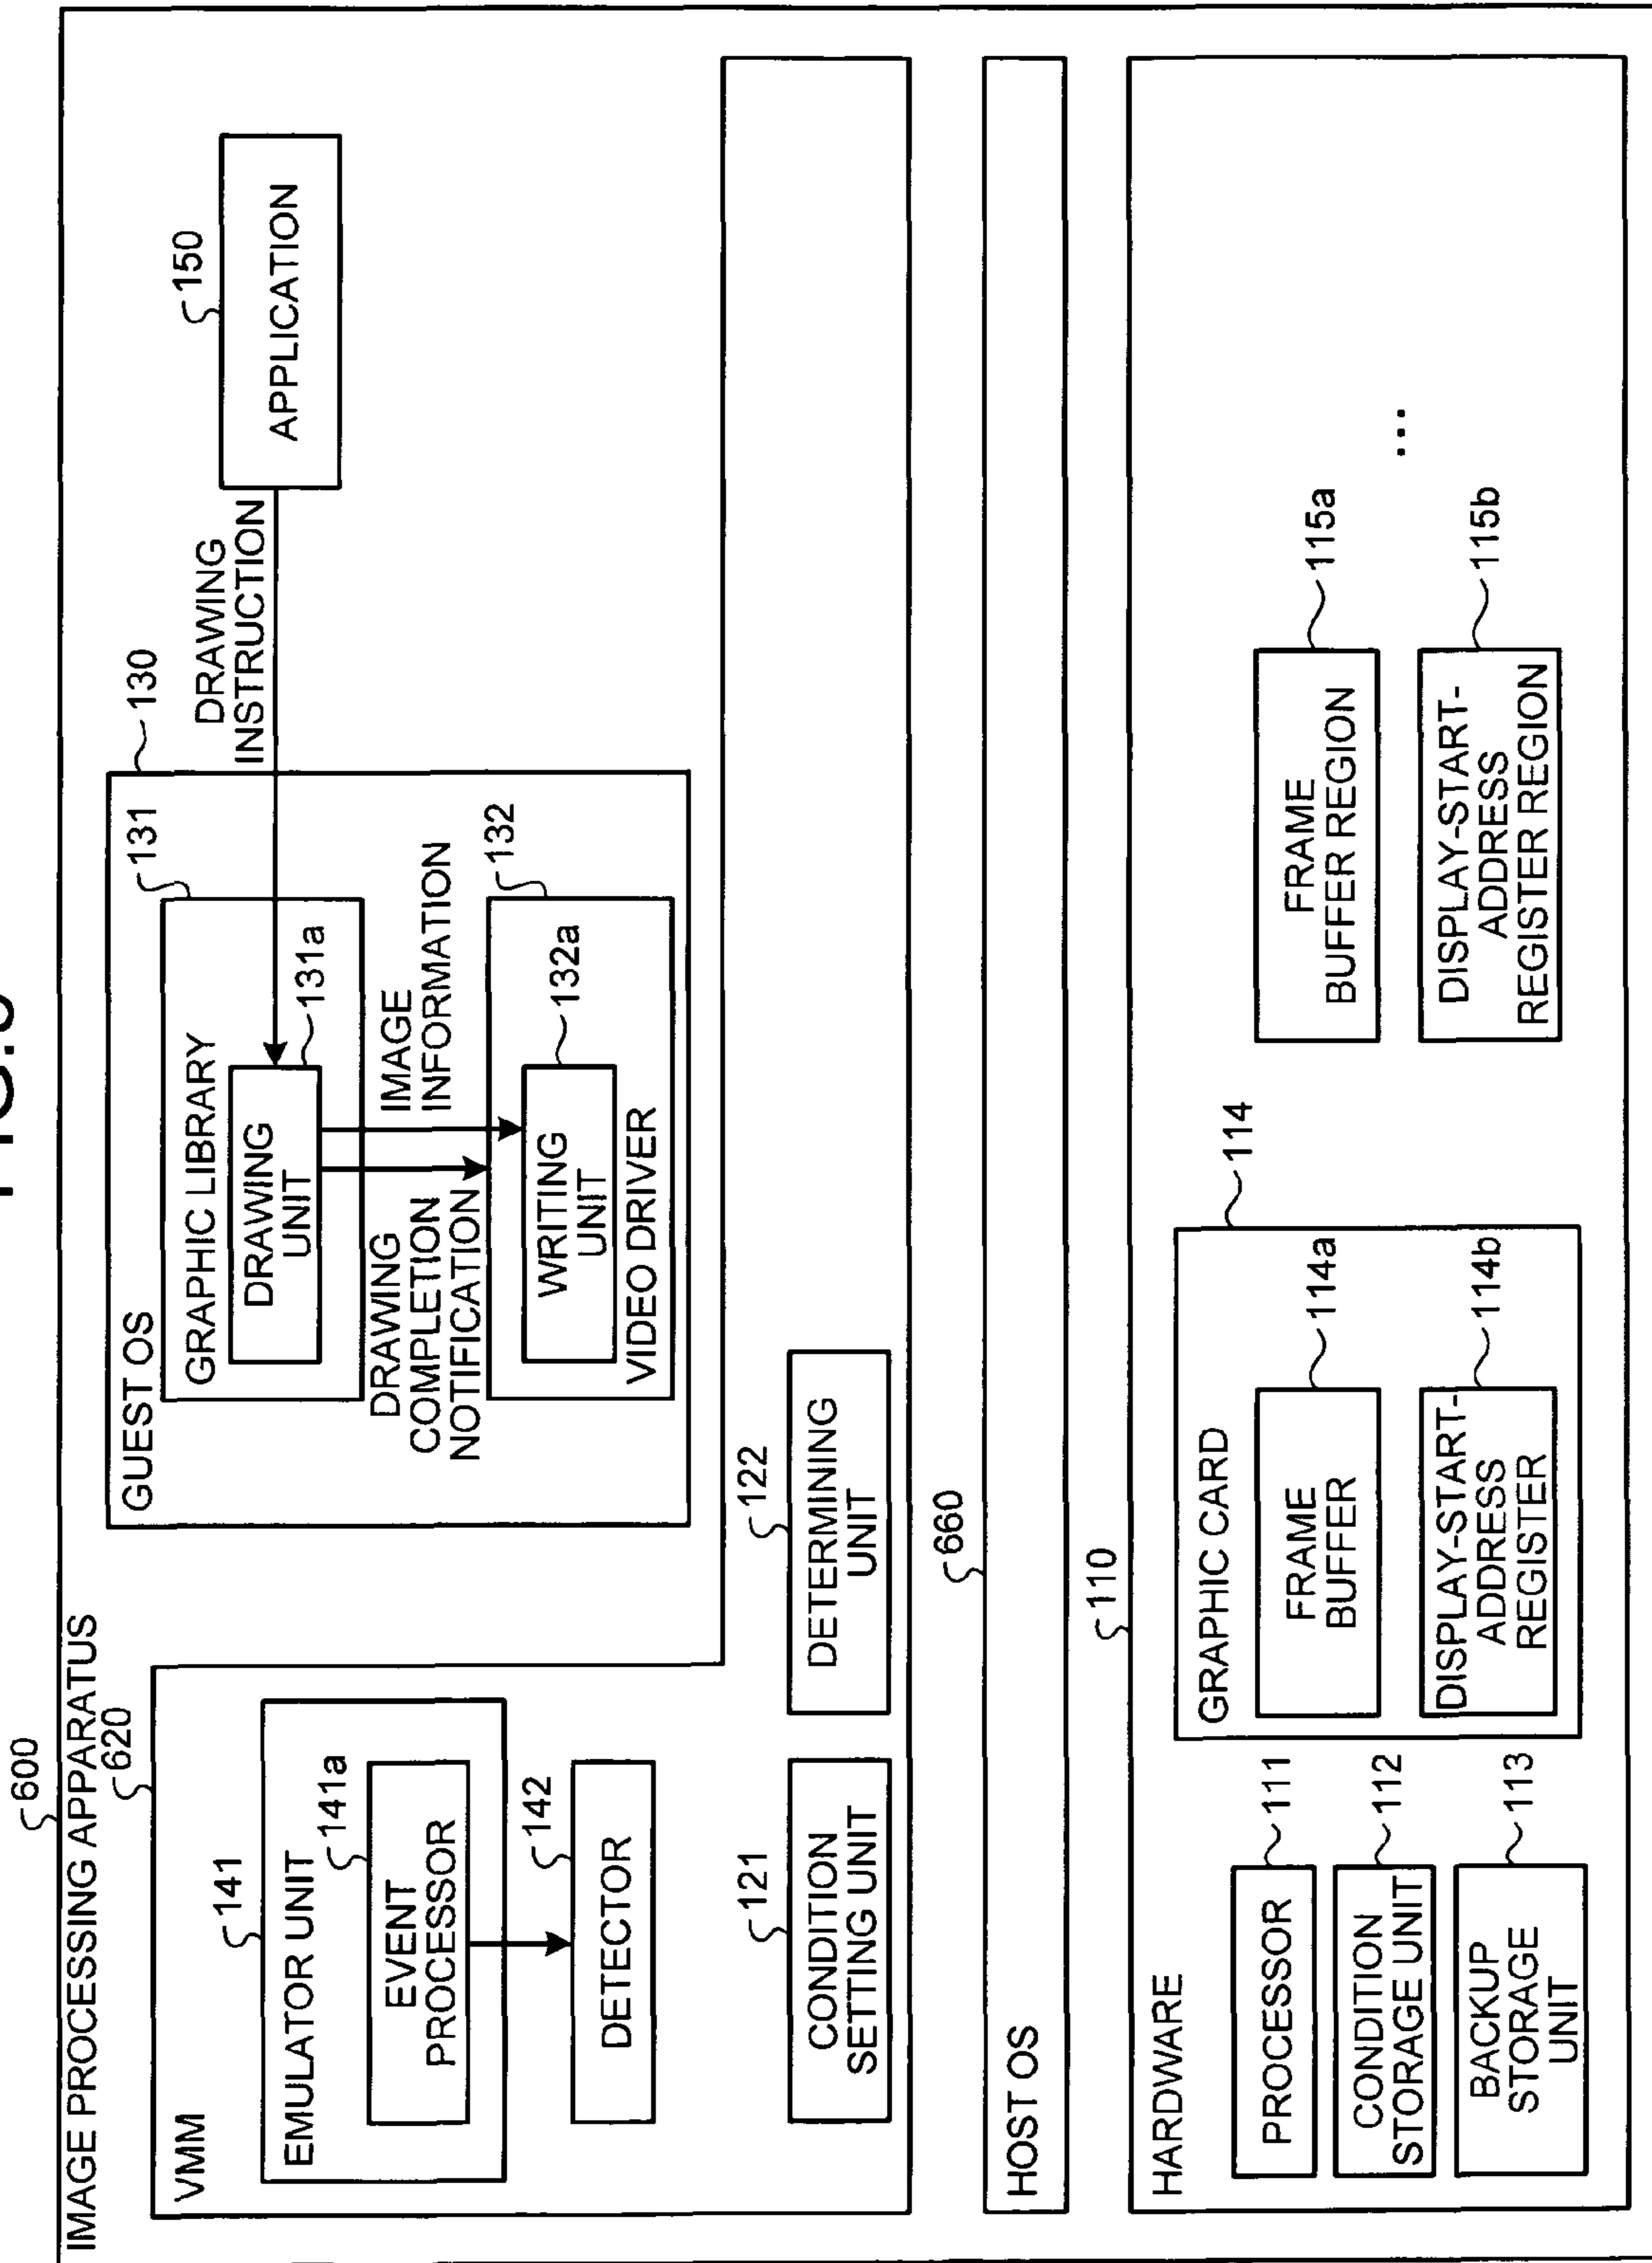 600
IMAGE PROCESSING APPARATUS
620
VMM
141
EMULATOR UNIT
141a
EVENT
PROCESSOR
142
DETECTOR
121
CONDITION
SETTING UNIT
122
DETERMINING
UNIT
GUEST OS
130
131
GRAPHIC LIBRARY
DRAWING
UNIT
131a
DRAWING
COMPLETION
NOTIFICATION
IMAGE
INFORMATION
132
WRITING
UNIT
132a
VIDEO DRIVER
DRAWING
INSTRUCTION
150
APPLICATION
660
HOST OS
110
HARDWARE
PROCESSOR
111
CONDITION
STORAGE UNIT
112
BACKUP
STORAGE
UNIT
113
114
GRAPHIC CARD
FRAME
BUFFER
114a
DISPLAY-START-
ADDRESS
REGISTER
114b
FRAME
BUFFER REGION
115a
DISPLAY-START-
ADDRESS
REGISTER REGION
115b
...